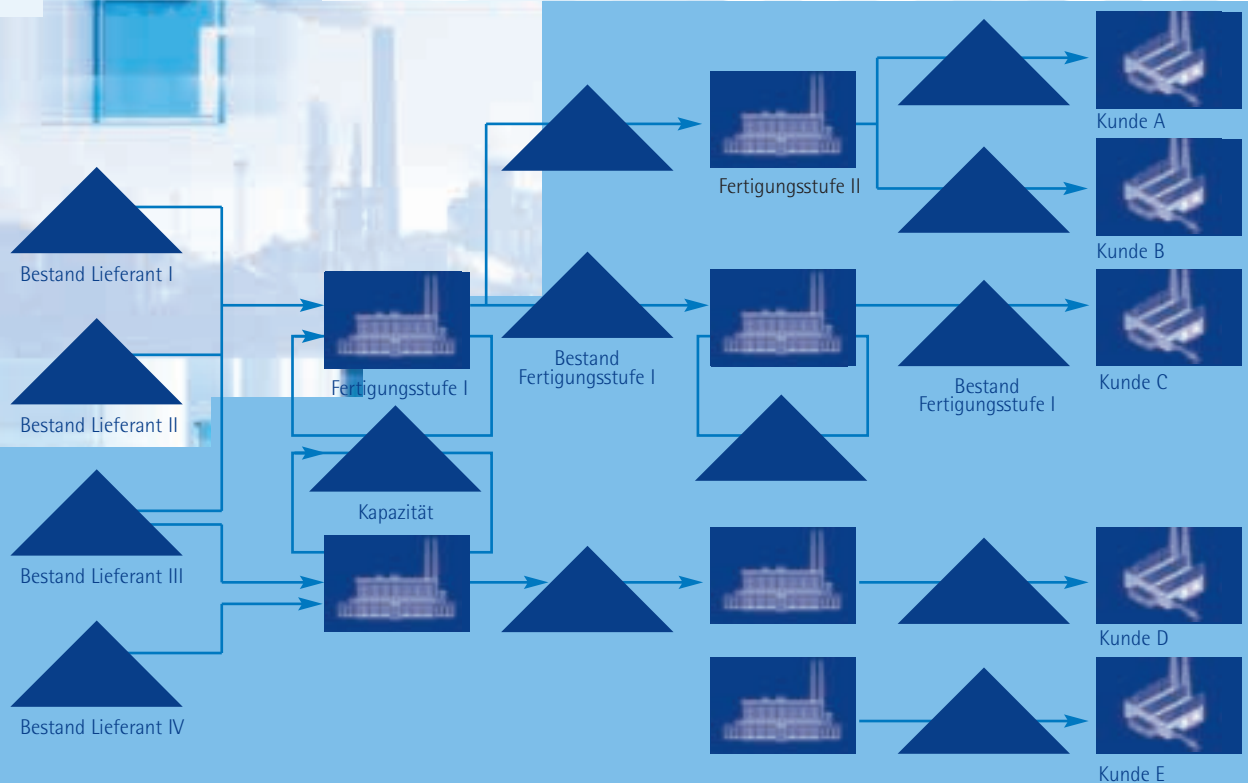 Kunde A
Fertigungsstufe II
Kunde B
Bestand Lieferant I
Bestand
Fertigungsstufe I
Kunde C
Fertigungsstufe I
Bestand
Fertigungsstufe I
Bestand Lieferant II
Kapazität
Bestand Lieferant III
Kunde D
Bestand Lieferant IV
Kunde E